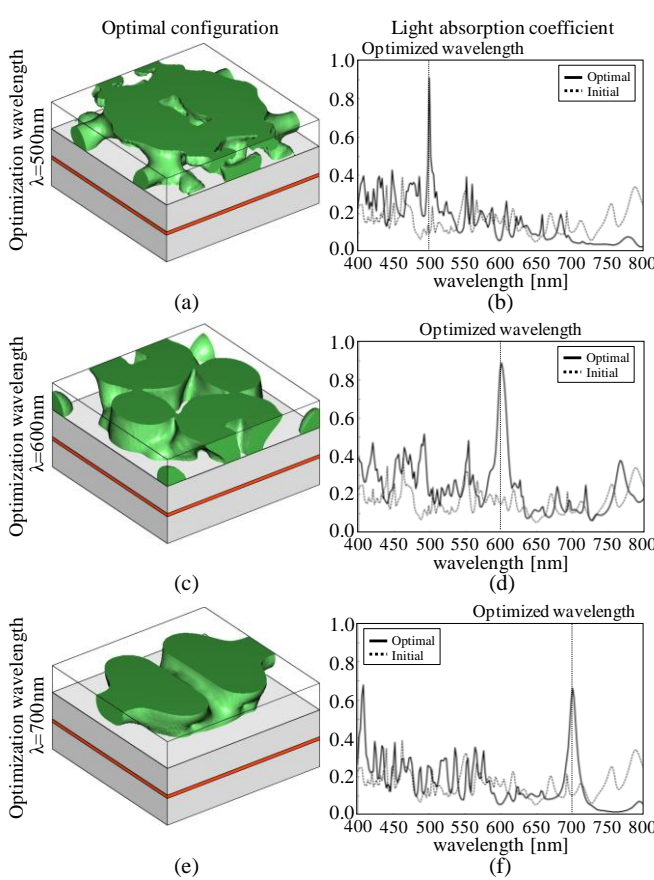 Optimal configuration
Light absorption coefficient
Optimization wavelength
λ=500nm
Optimized wavelength
1.0
0.8
0.6
0.4
0.2
0.0
Optimal
Initial
400 450 500 550 600 650 700 750 800
wavelength [nm]
(a)
(b)
Optimization wavelength
λ=600nm
Optimized wavelength
1.0
0.8
0.6
0.4
0.2
0.0
Optimal
Initial
400 450 500 550 600 650 700 750 800
wavelength [nm]
(c)
(d)
Optimization wavelength
λ=700nm
Optimized wavelength
1.0
0.8
0.6
0.4
0.2
0.0
Optimal
Initial
400 450 500 550 600 650 700 750 800
wavelength [nm]
(e)
(f)